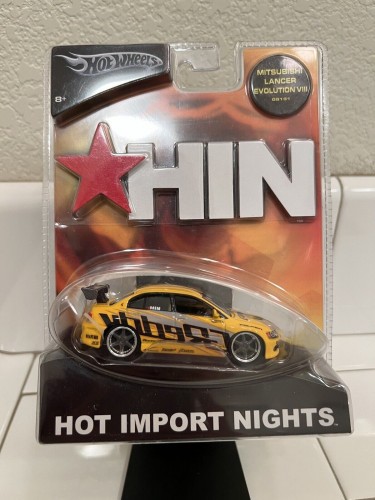 HOT WHEELS
8+
MITSUBISHI
LANCER
EVOLUTION VIII
HIN
HOT IMPORT NIGHTS